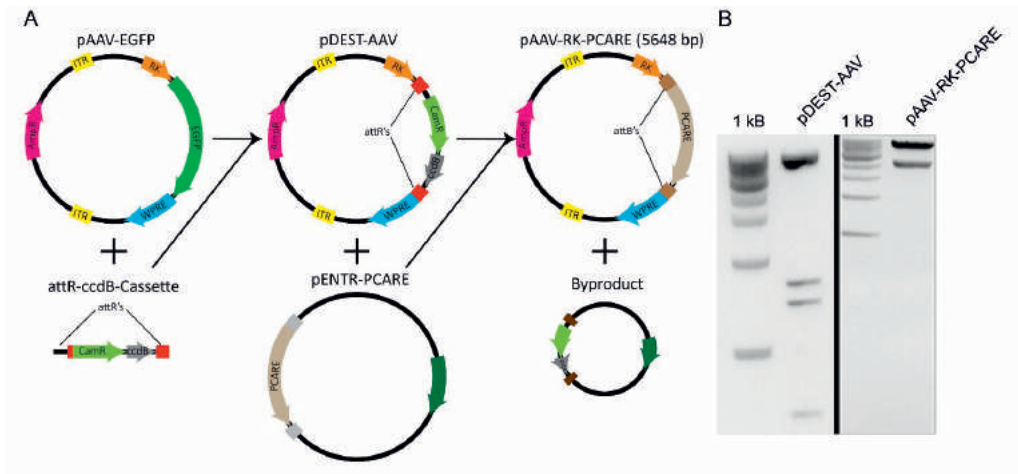 A
B
pAAV-EGFP
pDEST-AAV
pAAV-RK-PCARE (5648 bp)
ITR
RK
EGFP
WPRE
ITR
AmpR
ITR
RK
attR's
CamR
ccdB
WPRE
ITR
AmpR
ITR
RK
attB's
PCARE
WPRE
ITR
AmpR
+
+
+
attR-ccdB-Cassette
attR's
CamR
ccdB
pENTR-PCARE
PCARE
Byproduct
1 kB
pDEST-AAV
1 kB
pAAV-RK-PCARE